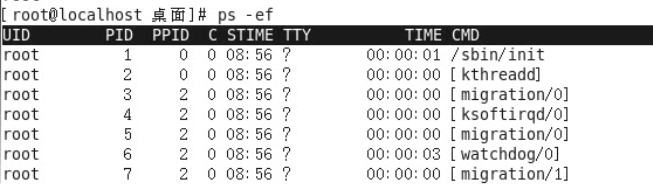 [root@localhost 桌面]# ps -ef
UID PID PPID C STIME TTY TIME CMD
root 1 0 0 08:56 ? 00:00:01 /sbin/init
root 2 0 0 08:56 ? 00:00:00 [kthreadd]
root 3 2 0 08:56 ? 00:00:00 [migration/0]
root 4 2 0 08:56 ? 00:00:00 [ksoftirqd/0]
root 5 2 0 08:56 ? 00:00:00 [migration/0]
root 6 2 0 08:56 ? 00:00:03 [watchdog/0]
root 7 2 0 08:56 ? 00:00:00 [migration/1]